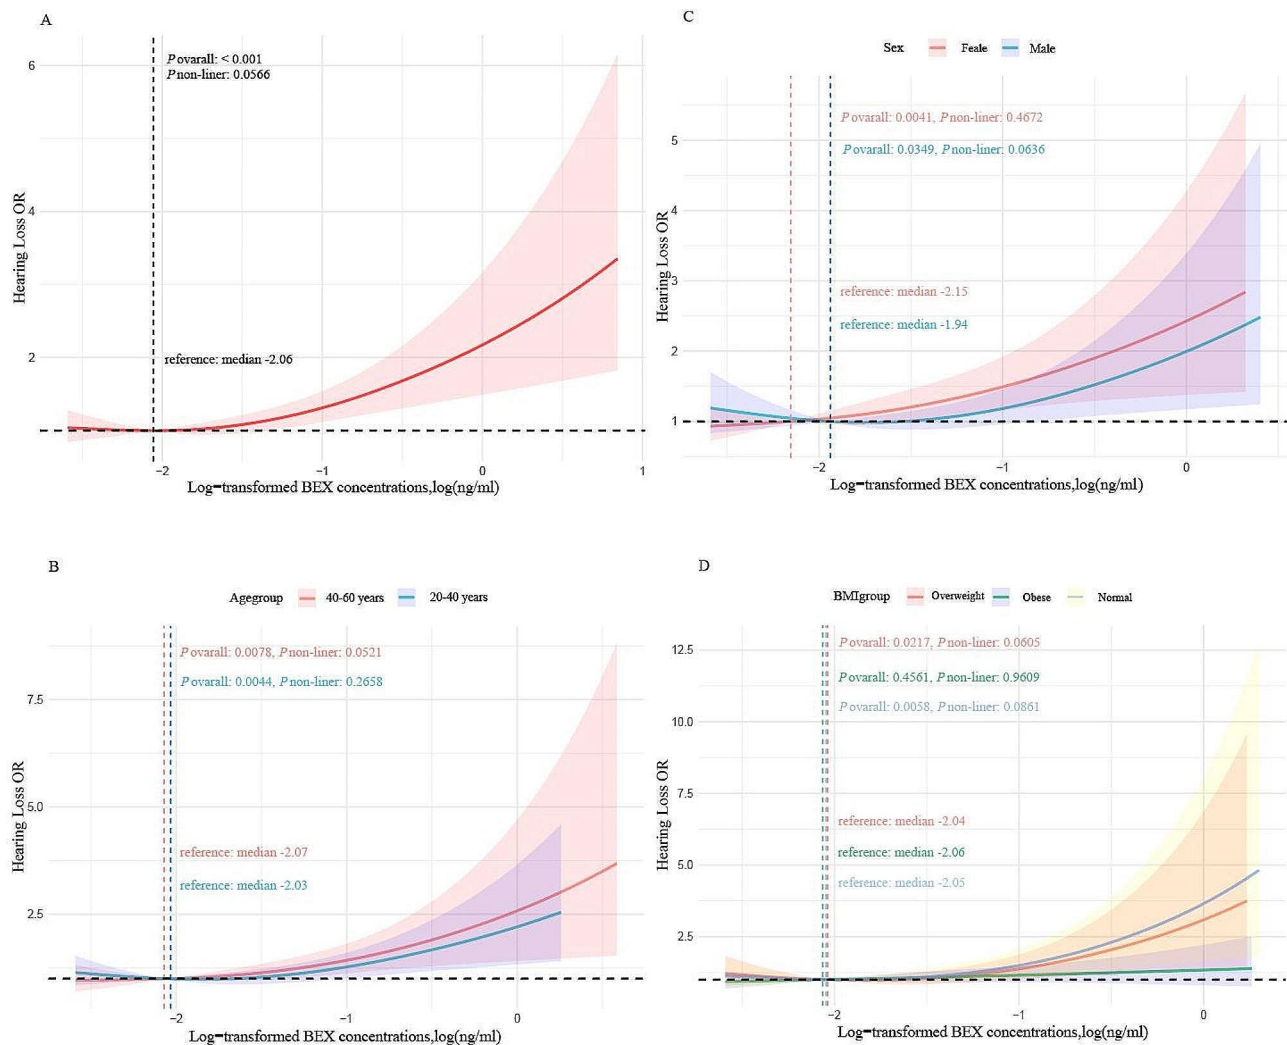 A
P ovarall: < 0.001
P non-liner: 0.0566
reference: median -2.06
Hearing Loss OR
6
4
2
−2
−1
0
1
Log=transformed BEX concentrations,log(ng/ml)
C
Sex Feale Male
P ovarall: 0.0041, P non-liner: 0.4672
P ovarall: 0.0349, P non-liner: 0.0636
reference: median -2.15
reference: median -1.94
Hearing Loss OR
5
4
3
2
1
−2
−1
0
Log=transformed BEX concentrations,log(ng/ml)
B
Agegroup 40-60 years 20-40 years
P ovarall: 0.0078, P non-liner: 0.0521
P ovarall: 0.0044, P non-liner: 0.2658
reference: median -2.07
reference: median -2.03
Hearing Loss OR
7.5
5.0
2.5
−2
−1
0
Log=transformed BEX concentrations,log(ng/ml)
D
BMIgroup Overweight Obese Normal
P ovarall: 0.0217, P non-liner: 0.0605
P ovarall: 0.4561, P non-liner: 0.9609
P ovarall: 0.0058, P non-liner: 0.0861
reference: median -2.04
reference: median -2.06
reference: median -2.05
Hearing Loss OR
12.5
10.0
7.5
5.0
2.5
−2
−1
0
Log=transformed BEX concentrations,log(ng/ml)